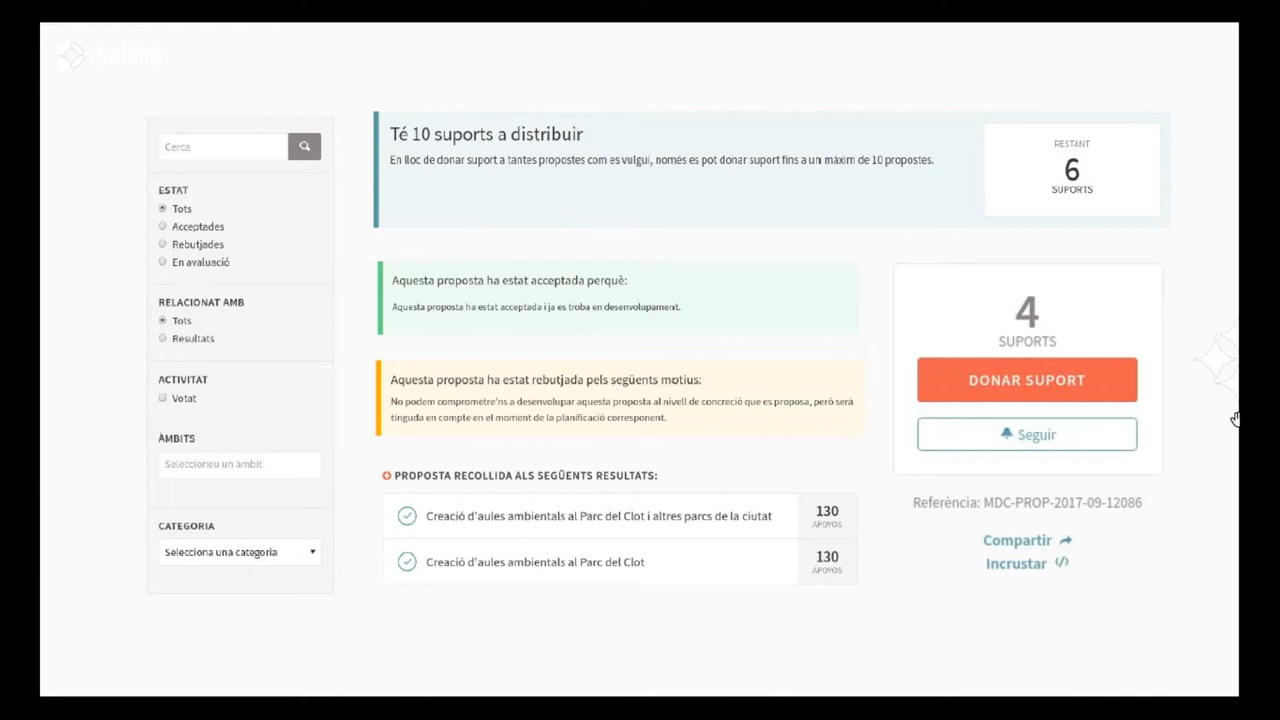 Cerca
ESTAT
Tots
Acceptades
Rebutjades
En avaluació
RELACIONAT AMB
Tots
Resultats
ACTIVITAT
Votat
ÀMBITS
Seleccioneu un àmbit
CATEGORIA
Selecciona una categoria
Té 10 suports a distribuir
En lloc de donar suport a tantes propostes com es vulgui, només es pot donar suport fins a un màxim de 10 propostes.
RESTANT
6
SUPORTS
Aquesta proposta ha estat acceptada perquè:
Aquesta proposta ha estat acceptada i ja es troba en desenvolupament.
Aquesta proposta ha estat rebutjada pels següents motius:
No podem comprometre'ns a desenvolupar aquesta proposta al nivell de concreció que es proposa, però serà
tinguda en compte en el moment de la planificació corresponent.
PROPOSTA RECOLLIDA ALS SEGÜENTS RESULTATS:
Creació d'aules ambientals al Parc del Clot i altres parcs de la ciutat
130
APOYOS
Creació d'aules ambientals al Parc del Clot
130
APOYOS
4
SUPORTS
DONAR SUPORT
Seguir
Referència: MDC-PROP-2017-09-12086
Compartir
Incrustar